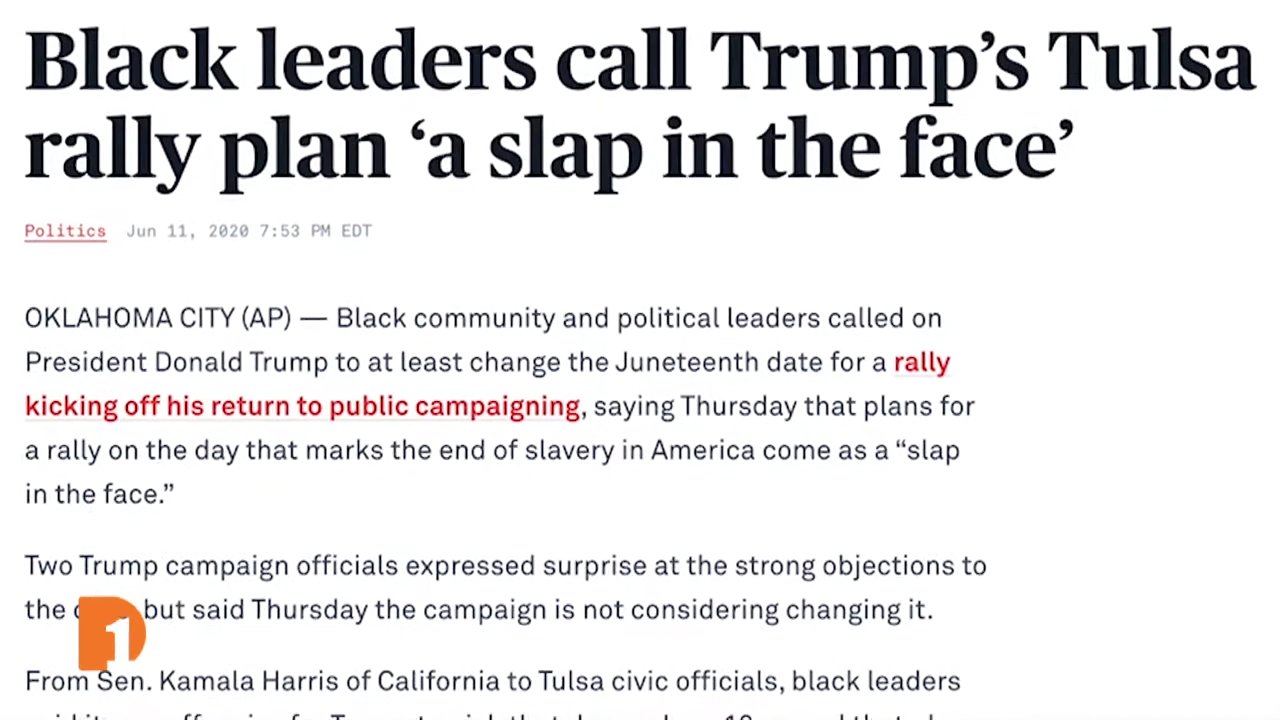 Black leaders call Trump’s Tulsa
rally plan ‘a slap in the face’
Politics Jun 11, 2020 7:53 PM EDT
OKLAHOMA CITY (AP) — Black community and political leaders called on
President Donald Trump to at least change the Juneteenth date for a rally
kicking off his return to public campaigning, saying Thursday that plans for
a rally on the day that marks the end of slavery in America come as a “slap
in the face.”
Two Trump campaign officials expressed surprise at the strong objections to
the but said Thursday the campaign is not considering changing it.
1
From Sen. Kamala Harris of California to Tulsa civic officials, black leaders